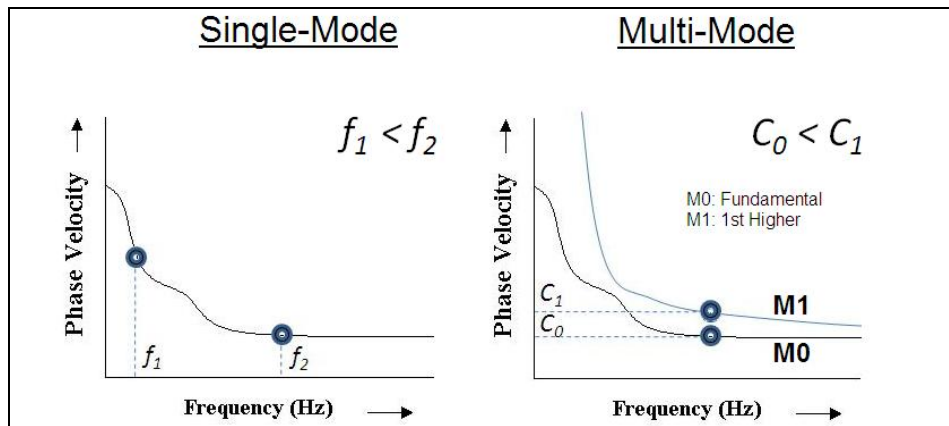 Single-Mode
f₁ < f₂
Phase Velocity
f₁
f₂
Frequency (Hz)
Multi-Mode
C₀ < C₁
M0: Fundamental
M1: 1st Higher
Phase Velocity
C₁
C₀
M1
M0
Frequency (Hz)